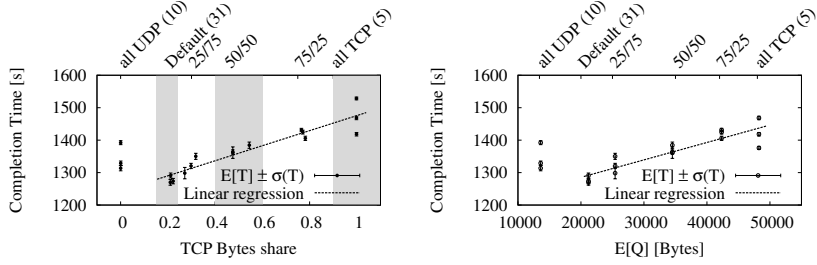 all UDP (10)
Default (31)
25/75
50/50
75/25
all TCP (5)
1600
1500
1400
1300
1200
Completion Time [s]
E[T] ± σ(T)
Linear regression
0
0.2
0.4
0.6
0.8
1
TCP Bytes share
all UDP (10)
Default (31)
25/75
50/50
75/25
all TCP (5)
1600
1500
1400
1300
1200
Completion Time [s]
E[T] ± σ(T)
Linear regression
10000
20000
30000
40000
50000
E[Q] [Bytes]